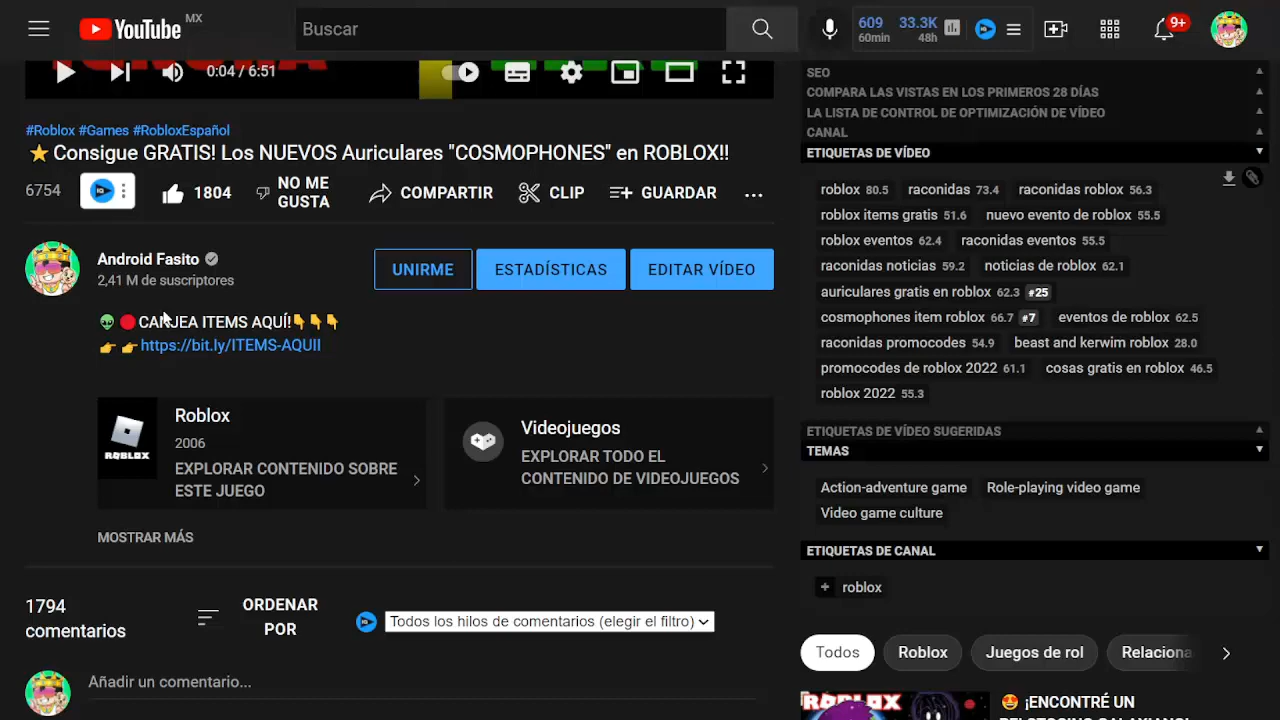 YouTube MX
Buscar
609 60min
33.3K 48h
9+
0:04 / 6:51
#Roblox #Games #RobloxEspañol
⭐Consigue GRATIS! Los NUEVOS Auriculares "COSMOPHONES" en ROBLOX!!
6754
1804
NO ME
GUSTA
COMPARTIR
CLIP
GUARDAR
...
Android Fasito
2,41 M de suscriptores
UNIRME
ESTADÍSTICAS
EDITAR VÍDEO
👽 🔴CANJEA ITEMS AQUÍ!👇👇👇
👉 👉https://bit.ly/ITEMS-AQUII
ROBLOX
Roblox
2006
EXPLORAR CONTENIDO SOBRE
ESTE JUEGO
Videojuegos
EXPLORAR TODO EL
CONTENIDO DE VIDEOJUEGOS
MOSTRAR MÁS
1794
comentarios
ORDENAR
POR
Todos los hilos de comentarios (elegir el filtro)
Añadir un comentario...
SEO
COMPARA LAS VISTAS EN LOS PRIMEROS 28 DÍAS
LA LISTA DE CONTROL DE OPTIMIZACIÓN DE VÍDEO
CANAL
ETIQUETAS DE VÍDEO
roblox 80.5 raconidas 73.4 raconidas roblox 56.3
roblox items gratis 51.6 nuevo evento de roblox 55.5
roblox eventos 62.4 raconidas eventos 55.5
raconidas noticias 59.2 noticias de roblox 62.1
auriculares gratis en roblox 62.3 #25
cosmophones item roblox 66.7 #7 eventos de roblox 62.5
raconidas promocodes 54.9 beast and kerwim roblox 28.0
promocodes de roblox 2022 61.1 cosas gratis en roblox 46.5
roblox 2022 55.3
ETIQUETAS DE VÍDEO SUGERIDAS
TEMAS
Action-adventure game Role-playing video game
Video game culture
ETIQUETAS DE CANAL
+ roblox
Todos Roblox Juegos de rol Relaciona
ROBLOX
🤩 ¡ENCONTRÉ UN